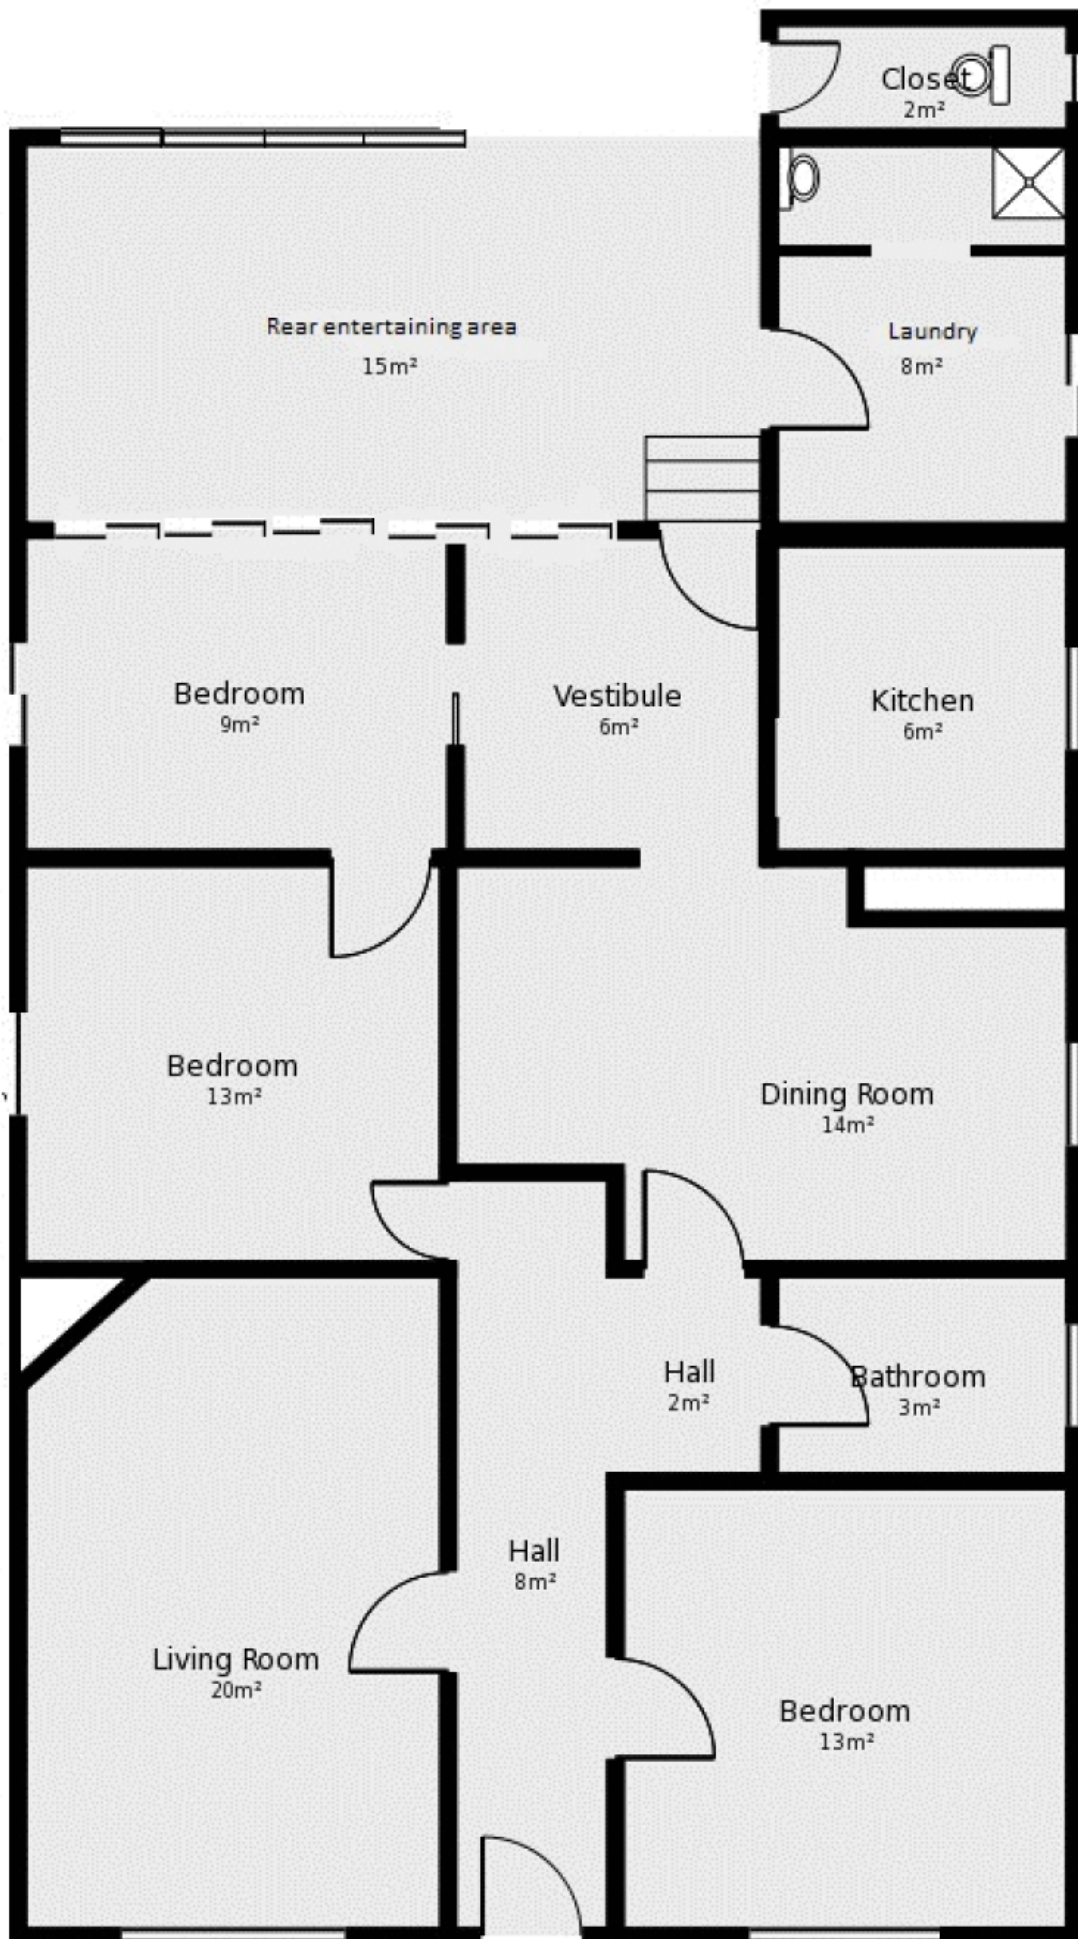 Closet
2m²
Rear entertaining area
15m²
Laundry
8m²
Bedroom
9m²
Vestibule
6m²
Kitchen
6m²
Bedroom
13m²
Dining Room
14m²
Hall
2m²
Bathroom
3m²
Hall
8m²
Living Room
20m²
Bedroom
13m²